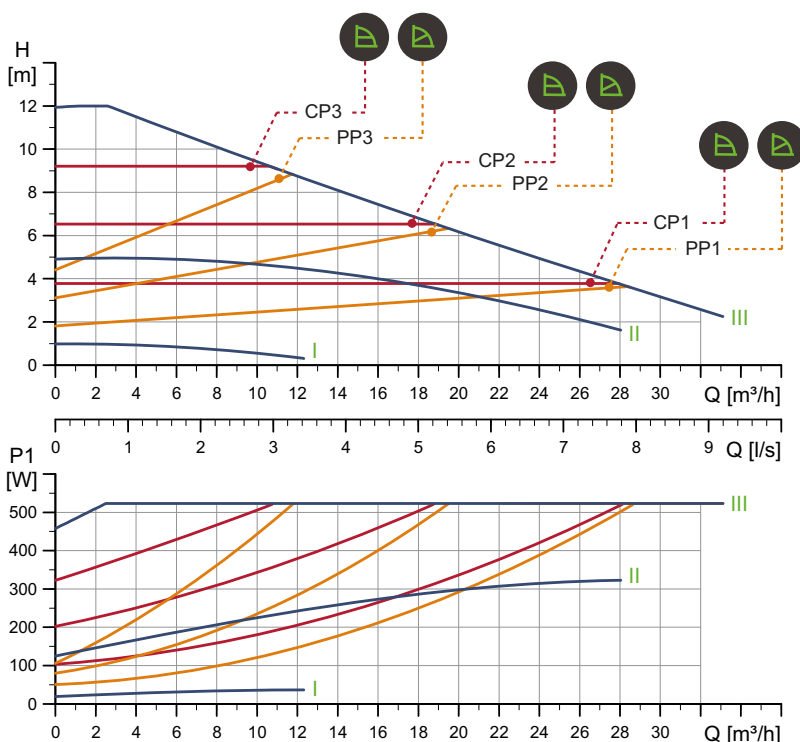 H
[m]
CP3
PP3
CP2
PP2
CP1
PP1
12
10
8
6
4
2
0
I
II
III
0 2 4 6 8 10 12 14 16 18 20 22 24 26 28 30 Q [m³/h]
0 1 2 3 4 5 6 7 8 9 Q [l/s]
P1
[W]
500
400
300
200
100
0
III
II
I
0 2 4 6 8 10 12 14 16 18 20 22 24 26 28 30 Q [m³/h]